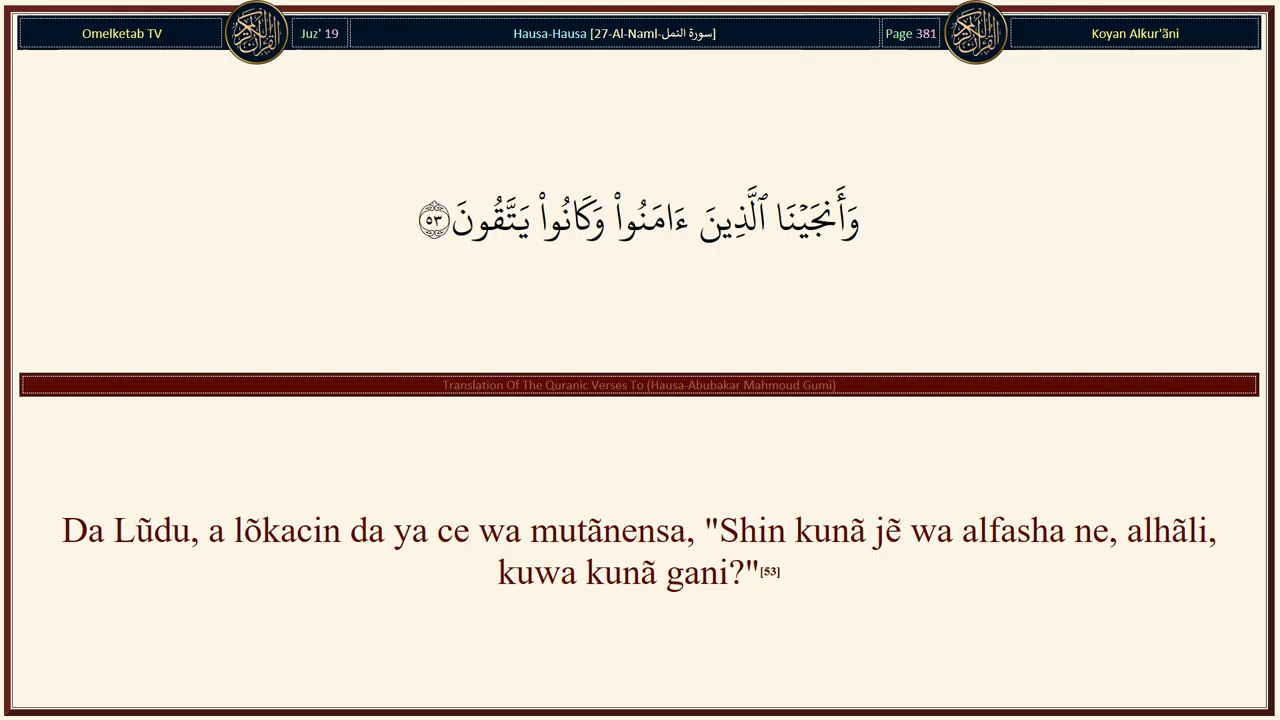 Omelketab TV
Juz' 19
Hausa-Hausa [27-Al-Naml-سورة النمل]
Page 381
Koyan Alƙur'ãni
وَأَنجَيْنَا ٱلَّذِينَ ءَامَنُوا۟ وَكَانُوا۟ يَتَّقُونَ ٥٣
Translation Of The Quranic Verses To (Hausa-Abubakar Mahmoud Gumi)
Da Lũdu, a lõkacin da ya ce wa mutãnensa, "Shin kunã jẽ wa alfasha ne, alhãli,
kuwa kunã gani?"[53]